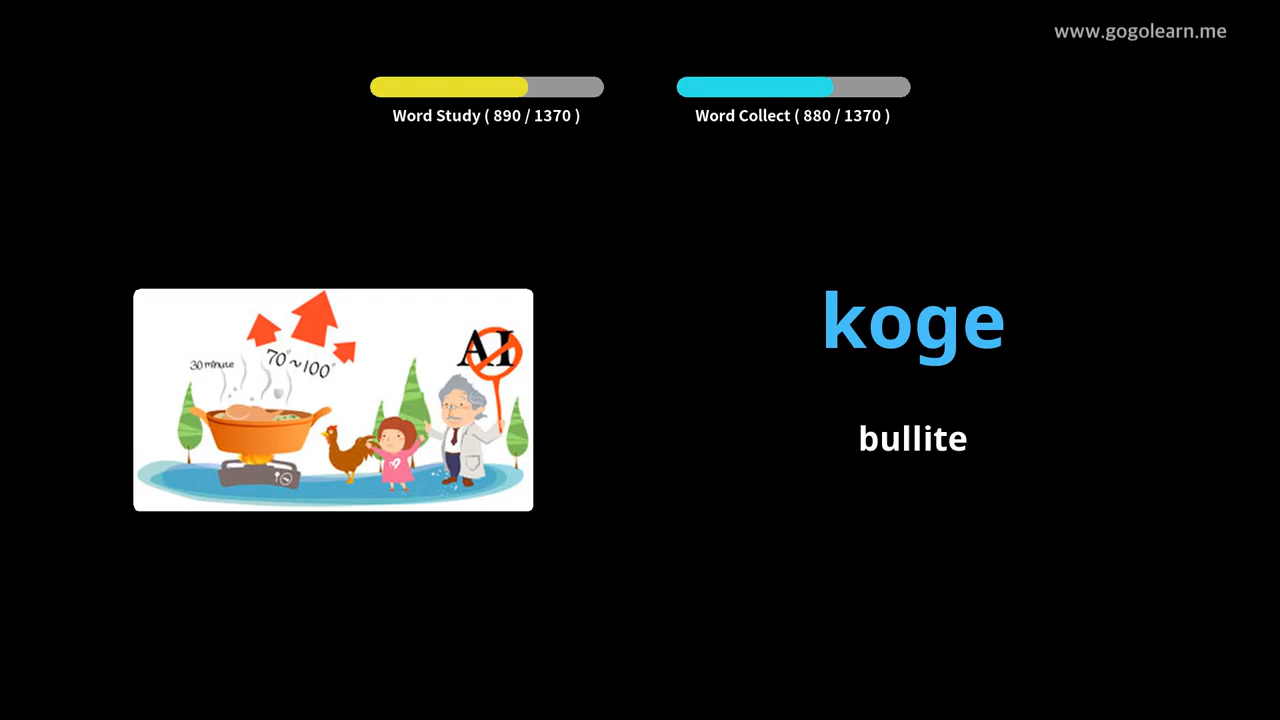 www.gogolearn.me
Word Study ( 890 / 1370 )
Word Collect ( 880 / 1370 )
30 minute
70°~100°
AI
koge
bullite